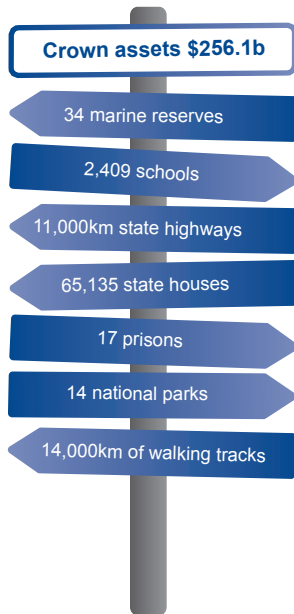 Crown assets $256.1b
34 marine reserves
2,409 schools
11,000km state highways
65,135 state houses
17 prisons
14 national parks
14,000km of walking tracks